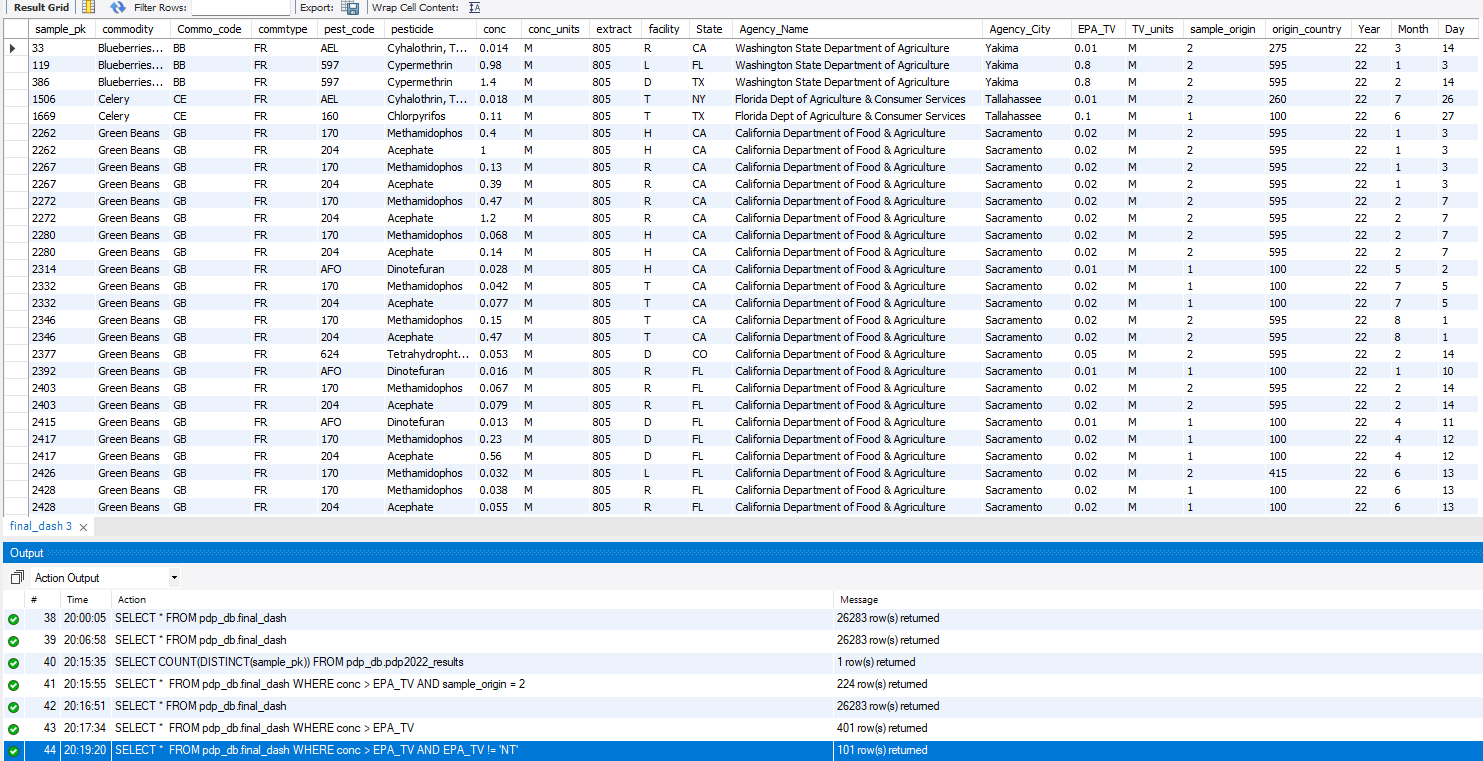 Result Grid Filter Rows: Export: Wrap Cell Content:
sample_pk commodity Commo_code commtype pest_code pesticide conc conc_units extract facility State Agency_Name Agency_City EPA_TV TV_units sample_origin origin_country Year Month Day
33 Blueberries... BB FR AEL Cyhalothrin, T... 0.014 M 805 R CA Washington State Department of Agriculture Yakima 0.01 M 2 275 22 3 14
119 Blueberries... BB FR 597 Cypermethrin 0.98 M 805 L FL Washington State Department of Agriculture Yakima 0.8 M 2 595 22 1 3
386 Blueberries... BB FR 597 Cypermethrin 1.4 M 805 D TX Washington State Department of Agriculture Yakima 0.8 M 2 595 22 2 14
1506 Celery CE FR AEL Cyhalothrin, T... 0.018 M 805 T NY Florida Dept of Agriculture & Consumer Services Tallahassee 0.01 M 2 260 22 7 26
1669 Celery CE FR 160 Chlorpyrifos 0.11 M 805 T TX Florida Dept of Agriculture & Consumer Services Tallahassee 0.1 M 1 100 22 6 27
2262 Green Beans GB FR 170 Methamidophos 0.4 M 805 H CA California Department of Food & Agriculture Sacramento 0.02 M 2 595 22 1 3
2262 Green Beans GB FR 204 Acephate 1 M 805 H CA California Department of Food & Agriculture Sacramento 0.02 M 2 595 22 1 3
2267 Green Beans GB FR 170 Methamidophos 0.13 M 805 R CA California Department of Food & Agriculture Sacramento 0.02 M 2 595 22 1 3
2267 Green Beans GB FR 204 Acephate 0.39 M 805 R CA California Department of Food & Agriculture Sacramento 0.02 M 2 595 22 1 3
2272 Green Beans GB FR 170 Methamidophos 0.47 M 805 R CA California Department of Food & Agriculture Sacramento 0.02 M 2 595 22 2 7
2272 Green Beans GB FR 204 Acephate 1.2 M 805 R CA California Department of Food & Agriculture Sacramento 0.02 M 2 595 22 2 7
2280 Green Beans GB FR 170 Methamidophos 0.068 M 805 H CA California Department of Food & Agriculture Sacramento 0.02 M 2 595 22 2 7
2280 Green Beans GB FR 204 Acephate 0.14 M 805 H CA California Department of Food & Agriculture Sacramento 0.02 M 2 595 22 2 7
2314 Green Beans GB FR AFO Dinotefuran 0.028 M 805 H CA California Department of Food & Agriculture Sacramento 0.01 M 1 100 22 5 2
2332 Green Beans GB FR 170 Methamidophos 0.042 M 805 T CA California Department of Food & Agriculture Sacramento 0.02 M 1 100 22 7 5
2332 Green Beans GB FR 204 Acephate 0.077 M 805 T CA California Department of Food & Agriculture Sacramento 0.02 M 1 100 22 7 5
2346 Green Beans GB FR 170 Methamidophos 0.15 M 805 T CA California Department of Food & Agriculture Sacramento 0.02 M 2 595 22 8 1
2346 Green Beans GB FR 204 Acephate 0.47 M 805 T CA California Department of Food & Agriculture Sacramento 0.02 M 2 595 22 8 1
2377 Green Beans GB FR 624 Tetrahydropht... 0.053 M 805 D CO California Department of Food & Agriculture Sacramento 0.05 M 2 595 22 2 14
2392 Green Beans GB FR AFO Dinotefuran 0.016 M 805 R FL California Department of Food & Agriculture Sacramento 0.01 M 1 100 22 1 10
2403 Green Beans GB FR 170 Methamidophos 0.067 M 805 R FL California Department of Food & Agriculture Sacramento 0.02 M 2 595 22 2 14
2403 Green Beans GB FR 204 Acephate 0.079 M 805 R FL California Department of Food & Agriculture Sacramento 0.02 M 2 595 22 2 14
2415 Green Beans GB FR AFO Dinotefuran 0.013 M 805 D FL California Department of Food & Agriculture Sacramento 0.01 M 1 100 22 4 11
2417 Green Beans GB FR 170 Methamidophos 0.23 M 805 D FL California Department of Food & Agriculture Sacramento 0.02 M 1 100 22 4 12
2417 Green Beans GB FR 204 Acephate 0.56 M 805 D FL California Department of Food & Agriculture Sacramento 0.02 M 1 100 22 4 12
2426 Green Beans GB FR 170 Methamidophos 0.032 M 805 L FL California Department of Food & Agriculture Sacramento 0.02 M 2 415 22 6 13
2428 Green Beans GB FR 170 Methamidophos 0.038 M 805 R FL California Department of Food & Agriculture Sacramento 0.02 M 1 100 22 6 13
2428 Green Beans GB FR 204 Acephate 0.055 M 805 R FL California Department of Food & Agriculture Sacramento 0.02 M 1 100 22 6 13
final_dash 3
Output
Action Output
# Time Action Message
38 20:00:05 SELECT * FROM pdp_db.final_dash 26283 row(s) returned
39 20:06:58 SELECT * FROM pdp_db.final_dash 26283 row(s) returned
40 20:15:35 SELECT COUNT(DISTINCT(sample_pk)) FROM pdp_db.pdp2022_results 1 row(s) returned
41 20:15:55 SELECT * FROM pdp_db.final_dash WHERE conc > EPA_TV AND sample_origin = 2 224 row(s) returned
42 20:16:51 SELECT * FROM pdp_db.final_dash 26283 row(s) returned
43 20:17:34 SELECT * FROM pdp_db.final_dash WHERE conc > EPA_TV 401 row(s) returned
44 20:19:20 SELECT * FROM pdp_db.final_dash WHERE conc > EPA_TV AND EPA_TV != 'NT' 101 row(s) returned